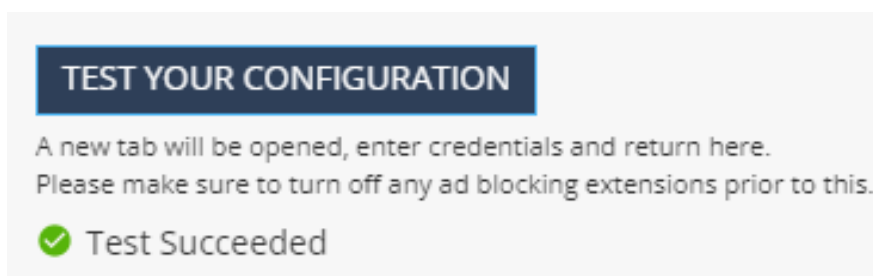 TEST YOUR CONFIGURATION
A new tab will be opened, enter credentials and return here.
Please make sure to turn off any ad blocking extensions prior to this.
Test Succeeded